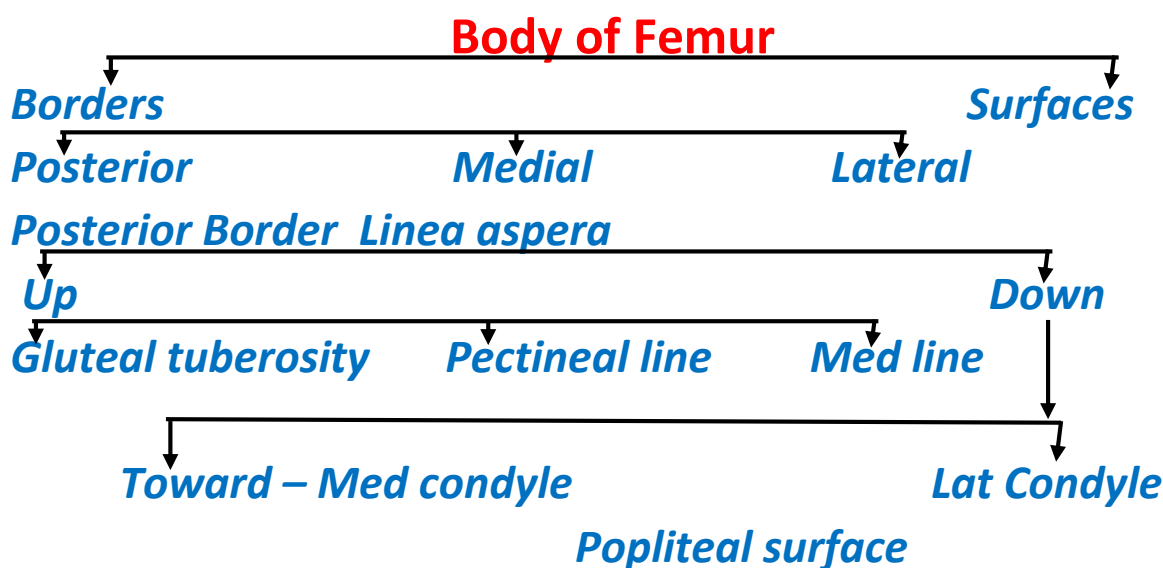 Body of Femur
Borders Surfaces
Posterior Medial Lateral
Posterior Border Linea aspera
Up Down
Gluteal tuberosity Pectineal line Med line
Toward – Med condyle Lat Condyle
Popliteal surface